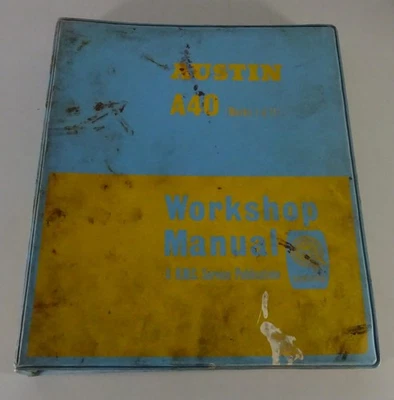 AUSTIN
A40
Workshop
Manual
A BMC Service Publication